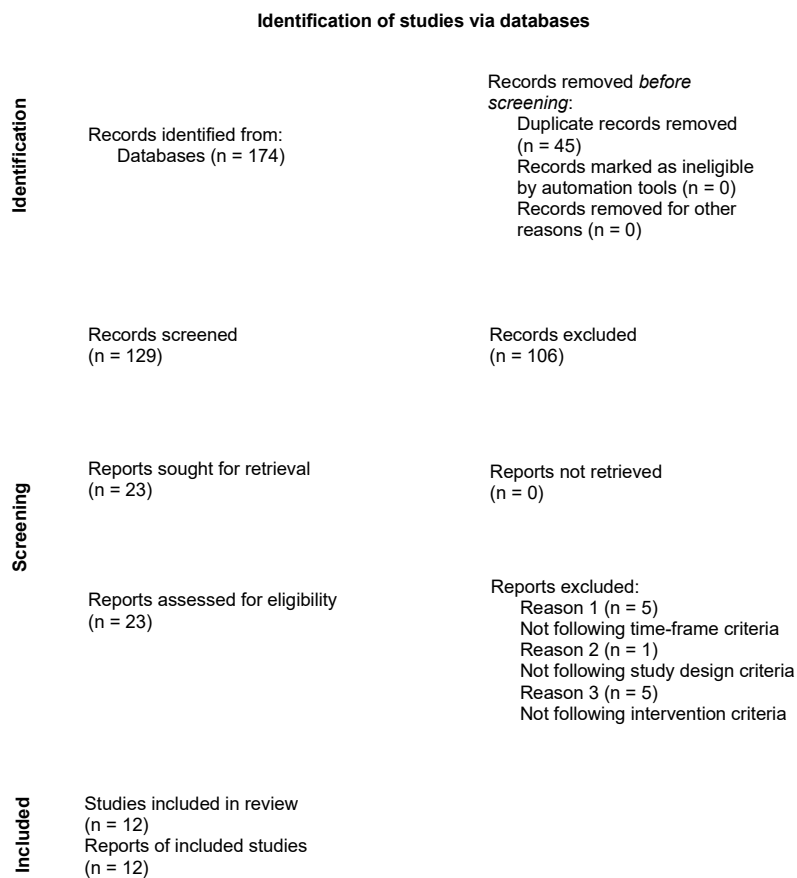 Identification of studies via databases
Identification
Records identified from:
Databases (n = 174)
Records removed before
screening:
Duplicate records removed
(n = 45)
Records marked as ineligible
by automation tools (n = 0)
Records removed for other
reasons (n = 0)
Screening
Records screened
(n = 129)
Records excluded
(n = 106)
Reports sought for retrieval
(n = 23)
Reports not retrieved
(n = 0)
Reports assessed for eligibility
(n = 23)
Reports excluded:
Reason 1 (n = 5)
Not following time-frame criteria
Reason 2 (n = 1)
Not following study design criteria
Reason 3 (n = 5)
Not following intervention criteria
Included
Studies included in review
(n = 12)
Reports of included studies
(n = 12)